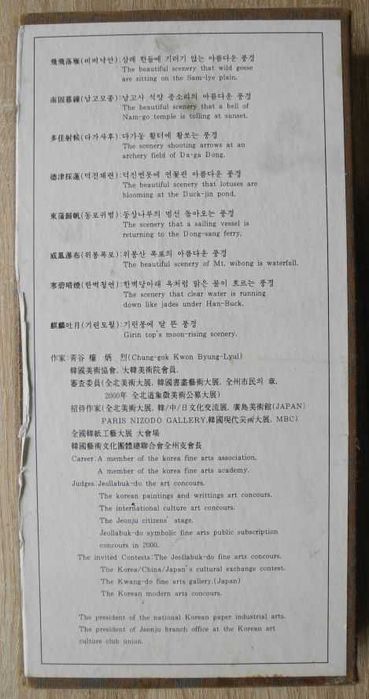 飛飛落雁(비비낙안):삼례 한들에 기러기 앉는 아름다운 풍경
The beautiful scenery that wild geese
are sitting on the Sam-lye plain.
南固暮鐘(남고모종):남고사 석양 종소리의 아름다운 풍경
The beautiful scenery that a bell of
Nam-go temple is tolling at sunset.
多佳射帿(다가사후):다가동 활터에 활쏘는 풍경
The scenery shooting arrows at an
archery field of Da-ga Dong.
德津採蓮(덕진채련):덕진연못에 연꽃핀 아름다운 풍경
The beautiful scenery that lotuses are
blooming at the Duck-jin pond.
東蒲歸帆(동포귀범):동상나루의 범선 돌아오는 풍경
The scenery that a sailing vessel is
returning to the Dong-sang ferry.
威鳳瀑布(위봉폭포):위봉산 폭포의 아름다운 풍경
The beautiful scenery of Mt. wibong is waterfall.
寒碧晴煙(한벽청연):한벽당아래 옥처럼 맑은 물이 흐르는 풍경
The scenery that clear water is running
down like jades under Han-Buck.
麒麟吐月(기린토월):기린봉에 달 뜬 풍경
Girin top's moon-rising scenery.
作家:靑谷 權 炳 烈(Chung-gok Kwon Byung-Lyul)
韓國美術協會, 大韓美術院會員,
審査委員(全北美術大展, 韓國書畵藝術大展, 全州市民의 章,
2000年 全北道象徵美術公募大展)
招待作家(全北美術大展, 韓/中/日文化交流展, 廣島美術館(JAPAN)
PARIS NIZODO GALLERY,韓國現代美術大展, MBC)
全國韓紙工藝大展 大會場
韓國藝術文化團體總聯合會全州支會長
Career:A member of the korea fine arts association.
A member of the korea fine arts academy.
Judges:Jeollabuk-do the art concours.
The korean paintings and writtings art concours.
The international culture art concours.
The Jeonju citizens' stage.
Jeollabuk-do symbolic fine arts public subscription
concours in 2000.
The invited Contests:The Jeollabuk-do fine arts concours.
The Korea/China/Japan's cultural exchange contest.
The Kwang-do fine arts gallery.(Japan)
The Korean modern arts concours.
The president of the national Korean paper industrial arts.
The president of Jeonju branch office at the Korean art
culture club union.